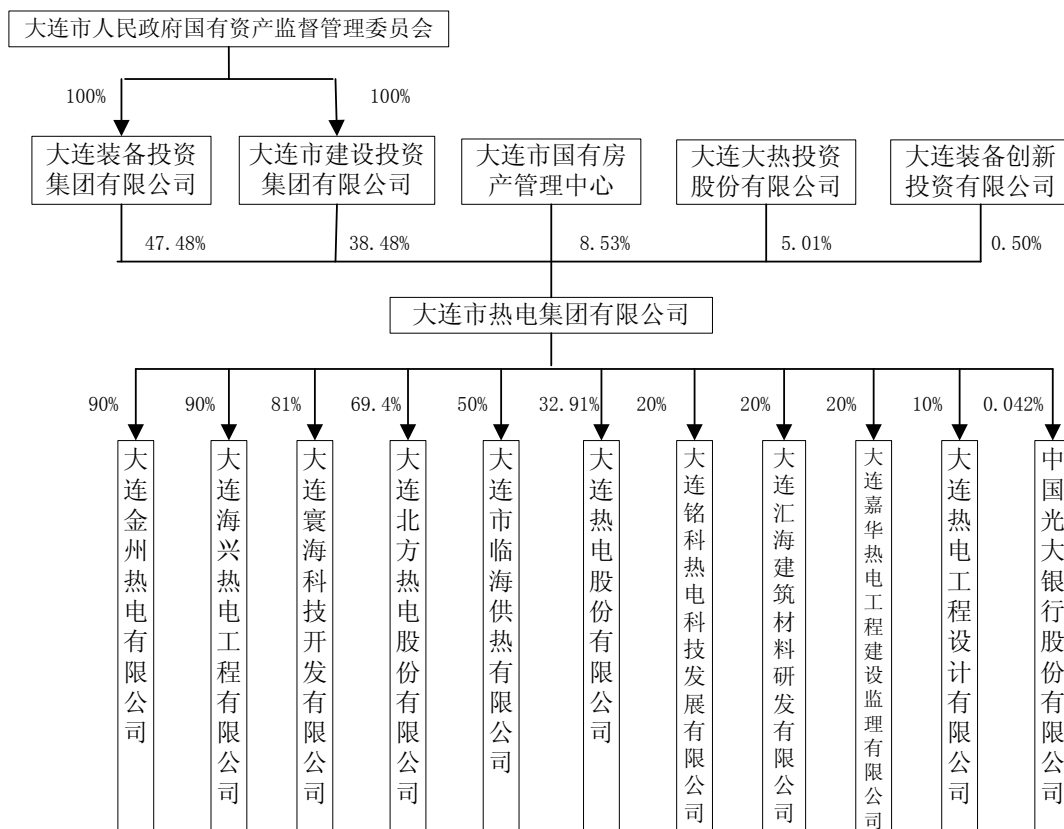 大连市人民政府国有资产监督管理委员会
100%
100%
大连装备投资
集团有限公司
大连市建设投资
集团有限公司
大连市国有房
产管理中心
大连大热投资
股份有限公司
大连装备创新
投资有限公司
47.48%
38.48%
8.53%
5.01%
0.50%
大连市热电集团有限公司
90%
90%
81%
69.4%
50%
32.91%
20%
20%
20%
10%
0.042%
大连金州热电有限公司
大连海兴热电工程有限公司
大连寰海科技开发有限公司
大连北方热电股份有限公司
大连市临海供热有限公司
大连热电股份有限公司
大连铭科热电科技发展有限公司
大连汇海建筑材料研发有限公司
大连嘉华热电工程建设监理有限公司
大连热电工程设计有限公司
中国光大银行股份有限公司